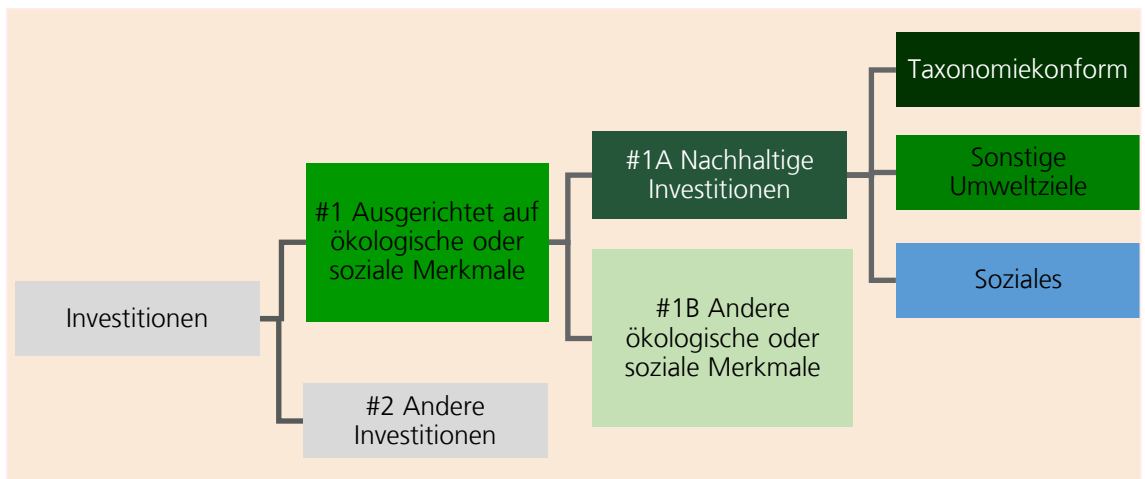 Investitionen
#1 Ausgerichtet auf
ökologische oder
soziale Merkmale
#2 Andere
Investitionen
#1A Nachhaltige
Investitionen
#1B Andere
ökologische oder
soziale Merkmale
Taxonomiekonform
Sonstige
Umweltziele
Soziales